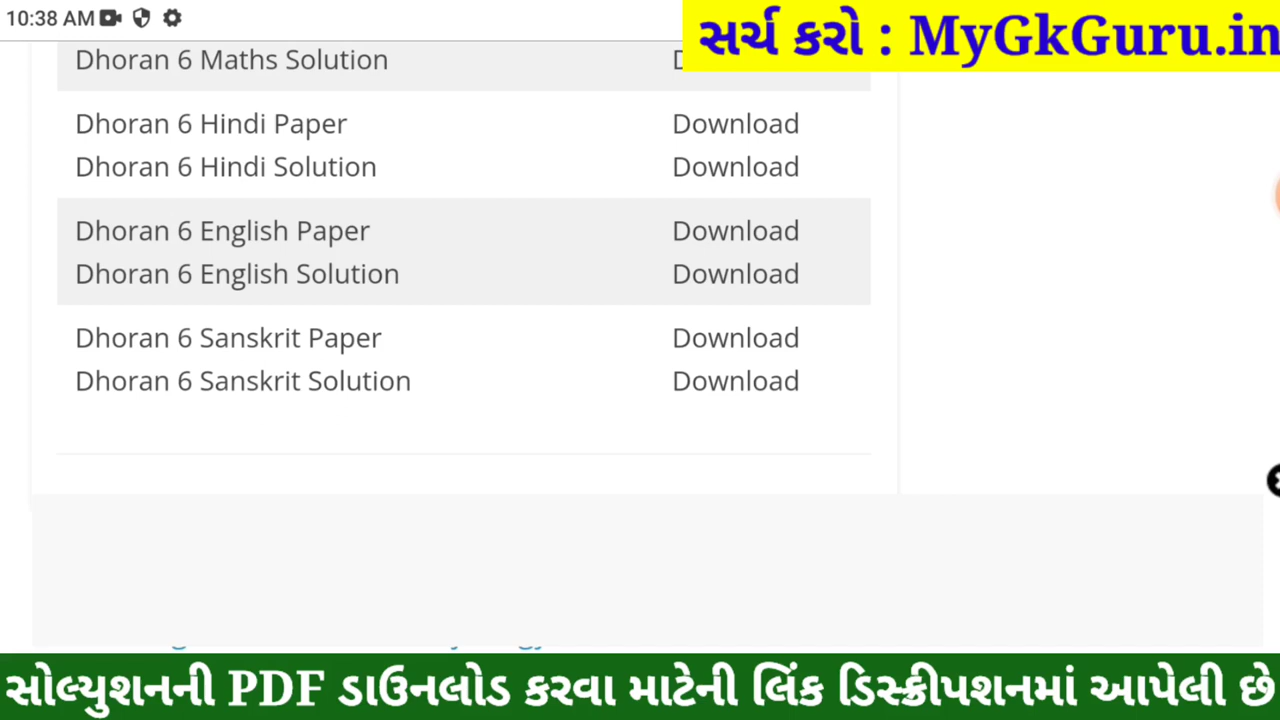 10:38 AM
સર્ચ કરો : MyGkGuru.in
Dhoran 6 Maths Solution
Dhoran 6 Hindi Paper Download
Dhoran 6 Hindi Solution Download
Dhoran 6 English Paper Download
Dhoran 6 English Solution Download
Dhoran 6 Sanskrit Paper Download
Dhoran 6 Sanskrit Solution Download
સોલ્યુશનની PDF ડાઉનલોડ કરવા માટેની લિંક ડિસ્ક્રીપશનમાં આપેલી છે